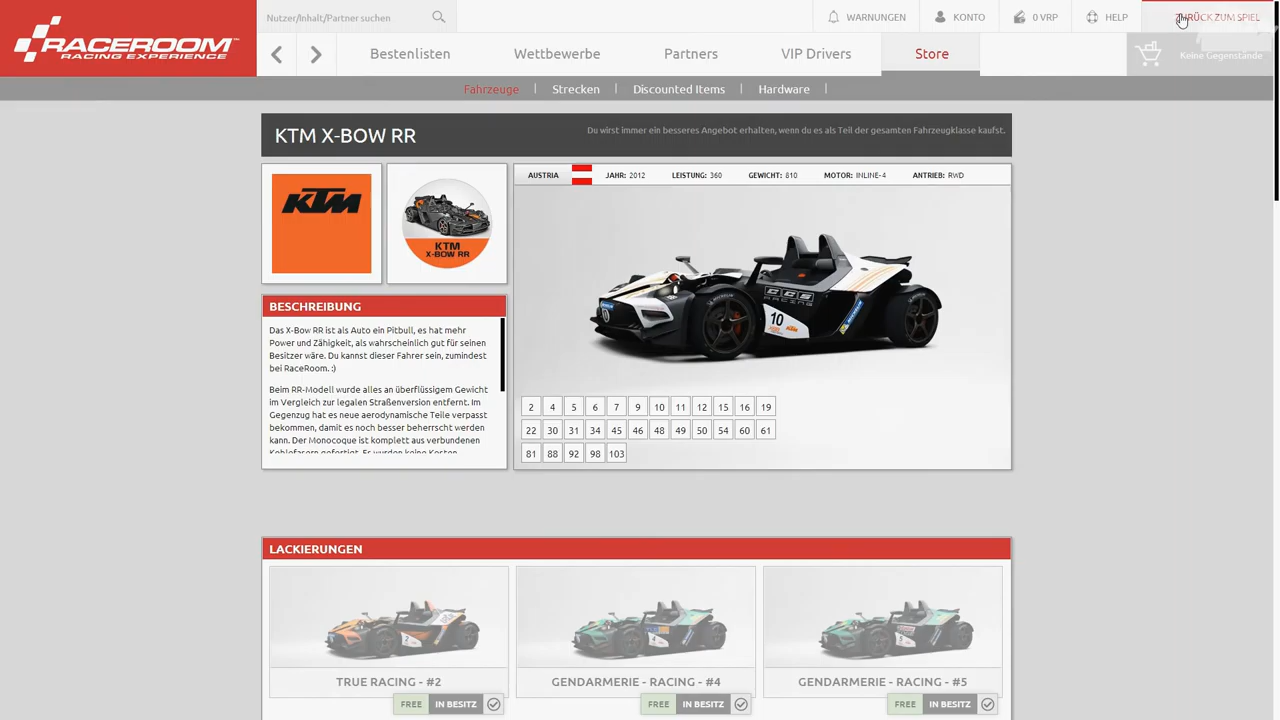 RACEROOM
RACING EXPERIENCE
Nutzer/Inhalt/Partner suchen
WARNUNGEN
KONTO
0 VRP
HELP
ZURÜCK ZUM SPIEL
Bestenlisten
Wettbewerbe
Partners
VIP Drivers
Store
Keine Gegenstände
Fahrzeuge
Strecken
Discounted Items
Hardware
KTM X-BOW RR
Du wirst immer ein besseres Angebot erhalten, wenn du es als Teil der gesamten Fahrzeugklasse kaufst.
KTM
KTM
X-BOW RR
AUSTRIA JAHR: 2012 LEISTUNG: 360 GEWICHT: 810 MOTOR: INLINE-4 ANTRIEB: RWD
GCS
RACING
10
BESCHREIBUNG
Das X-Bow RR ist als Auto ein Pitbull, es hat mehr
Power und Zähigkeit, als wahrscheinlich gut für seinen
Besitzer wäre. Du kannst dieser Fahrer sein, zumindest
bei RaceRoom. :)
Beim RR-Modell wurde alles an überflüssigem Gewicht
im Vergleich zur legalen Straßenversion entfernt. Im
Gegenzug hat es neue aerodynamische Teile verpasst
bekommen, damit es noch besser beherrscht werden
kann. Der Monocoque ist komplett aus verbundenen
Kohlefasern gefertigt. Es wurden keine Kosten
2 4 5 6 7 9 10 11 12 15 16 19
22 30 31 34 45 46 48 49 50 54 60 61
81 88 92 98 103
LACKIERUNGEN
TRUE RACING - #2
GENDARMERIE - RACING - #4
GENDARMERIE - RACING - #5
FREE IN BESITZ
FREE IN BESITZ
FREE IN BESITZ